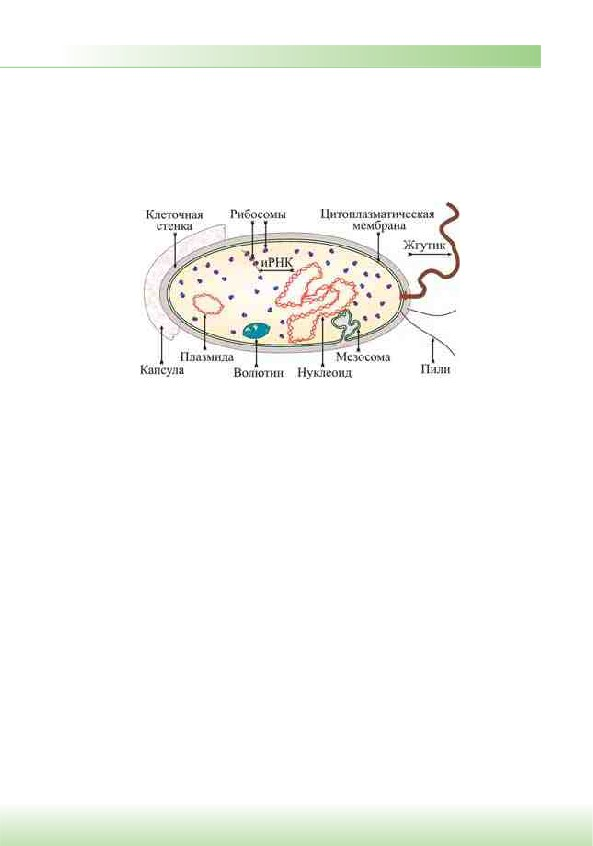 Клеточная
стенка
Рибосомы
Цитоплазматическая
мембрана
Жгутик
иРНК
Плазмида
Мезосома
Капсула
Волютин
Нуклеоид
Пили